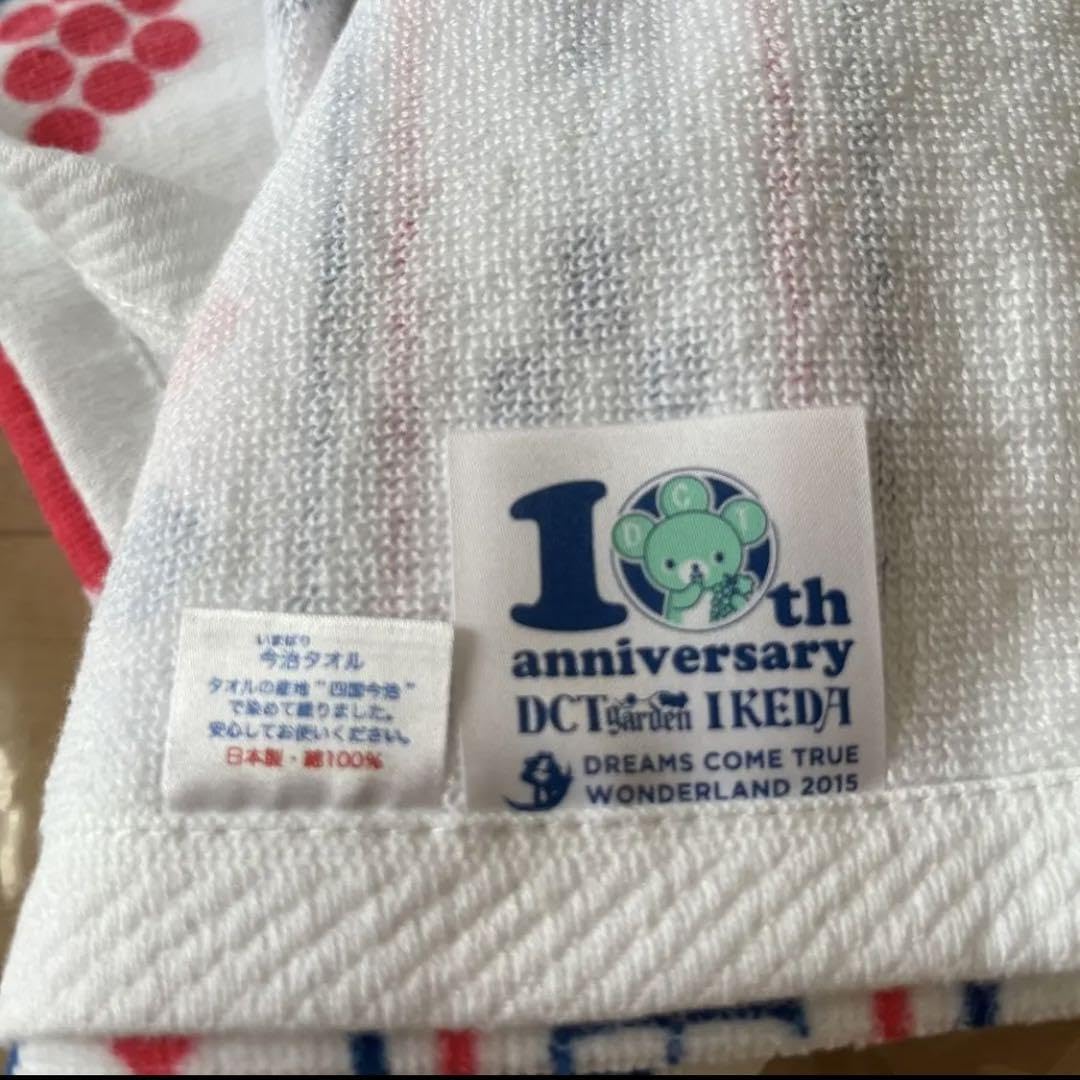 いまばり
今治タオル
タオルの産地"四国今治"
で染めて織りました。
安心してお使いください。
日本製・綿100%
10th
D C T
anniversary
DCTgarden IKEDA
DREAMS COME TRUE
WONDERLAND 2015